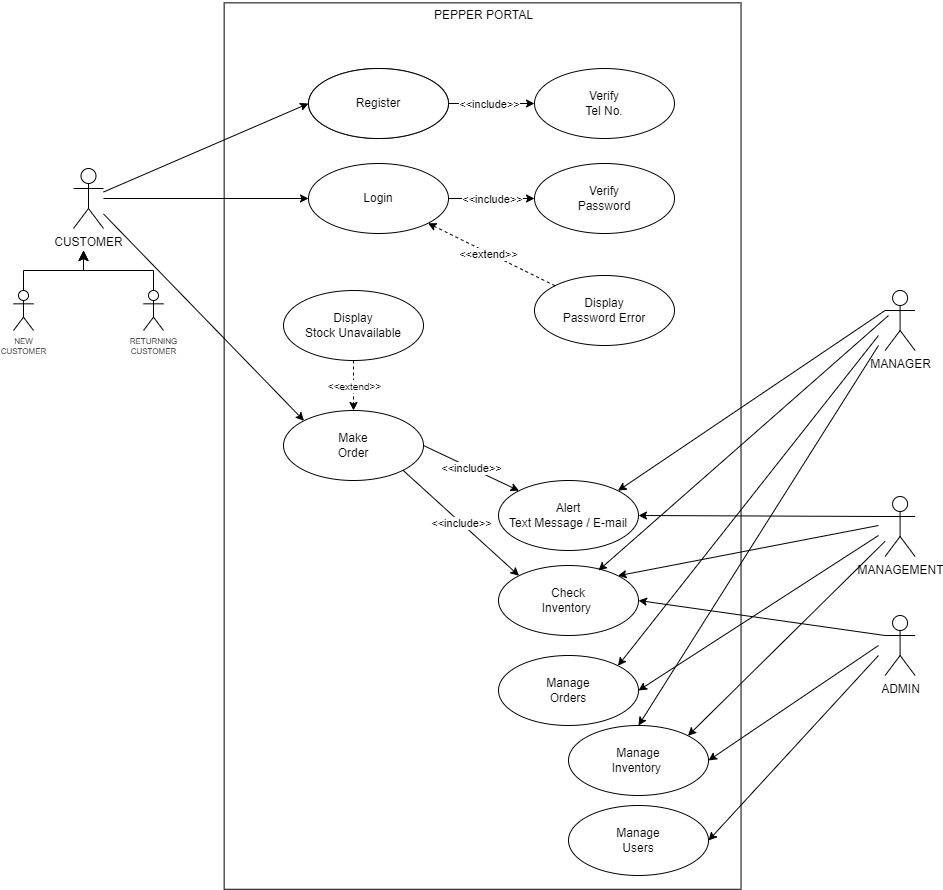 PEPPER PORTAL
Register
<<include>>
Verify
Tel No.
Login
<<include>>
Verify
Password
CUSTOMER
<<extend>>
Display
Password Error
Display
Stock Unavailable
NEW
CUSTOMER
RETURNING
CUSTOMER
MANAGER
<<extend>>
Make
Order
<<include>>
Alert
Text Message / E-mail
<<include>>
MANAGEMENT
Check
Inventory
Manage
Orders
ADMIN
Manage
Inventory
Manage
Users